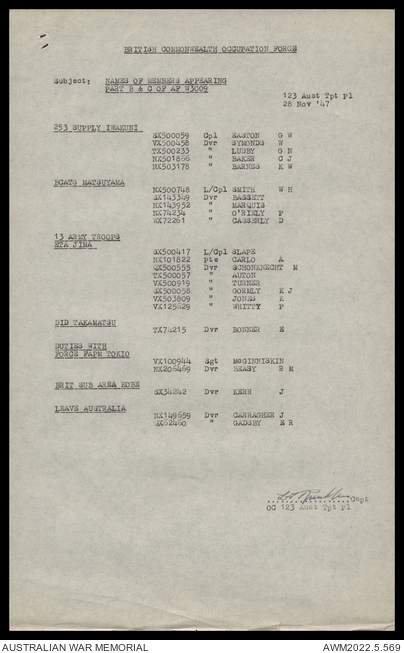 BRITISH COMMONWEALTH OCCUPATION FORCE
Subject: NAMES OF MEMBERS APPEARING
PART B & C OF AF W3009
123 Aust Tpt Pl
28 Nov '47
253 SUPPLY IWAKUNI
SX500059 Cpl EASTON G W
VX500458 Dvr SYMONDS W
TX500233 " LUSBY G N
NX501866 " BAKER C J
NX503178 " BARNES K W
BCATS MATSUYAMA
NX500748 L/Cpl SMITH W H
SX143349 Dvr BASSETT
NX143952 " MARQUIS
NX74234 " O'RIELY P
WX72261 " CASSERLY D
13 ARMY TROOPS
ETA JIMA
SX500417 L/Cpl SLAPE
NX101822 Pte CARLO A
QX500555 Dvr SCHONKNECHT M
TX500057 " AUTON
VX500919 " TURNER
SX500058 " GORMLY K J
VX503809 " JONES K
VX125629 " WHITTY P
BID TAKAMATSU
TX74215 Dvr BONNER E
DUTIES WITH
FORCE FARM TOKIO
VX100944 Sgt McGINNISKIN
NX206469 Dvr BEASY R M
BRIT SUB AREA KOBE
SX34242 Dvr KERR J
LEAVE AUSTRALIA
NX149659 Dvr CARRAGHER J
SX62460 " GADSBY E R
Capt
OC 123 Aust Tpt Pl
AUSTRALIAN WAR MEMORIAL
AWM2022.5.569